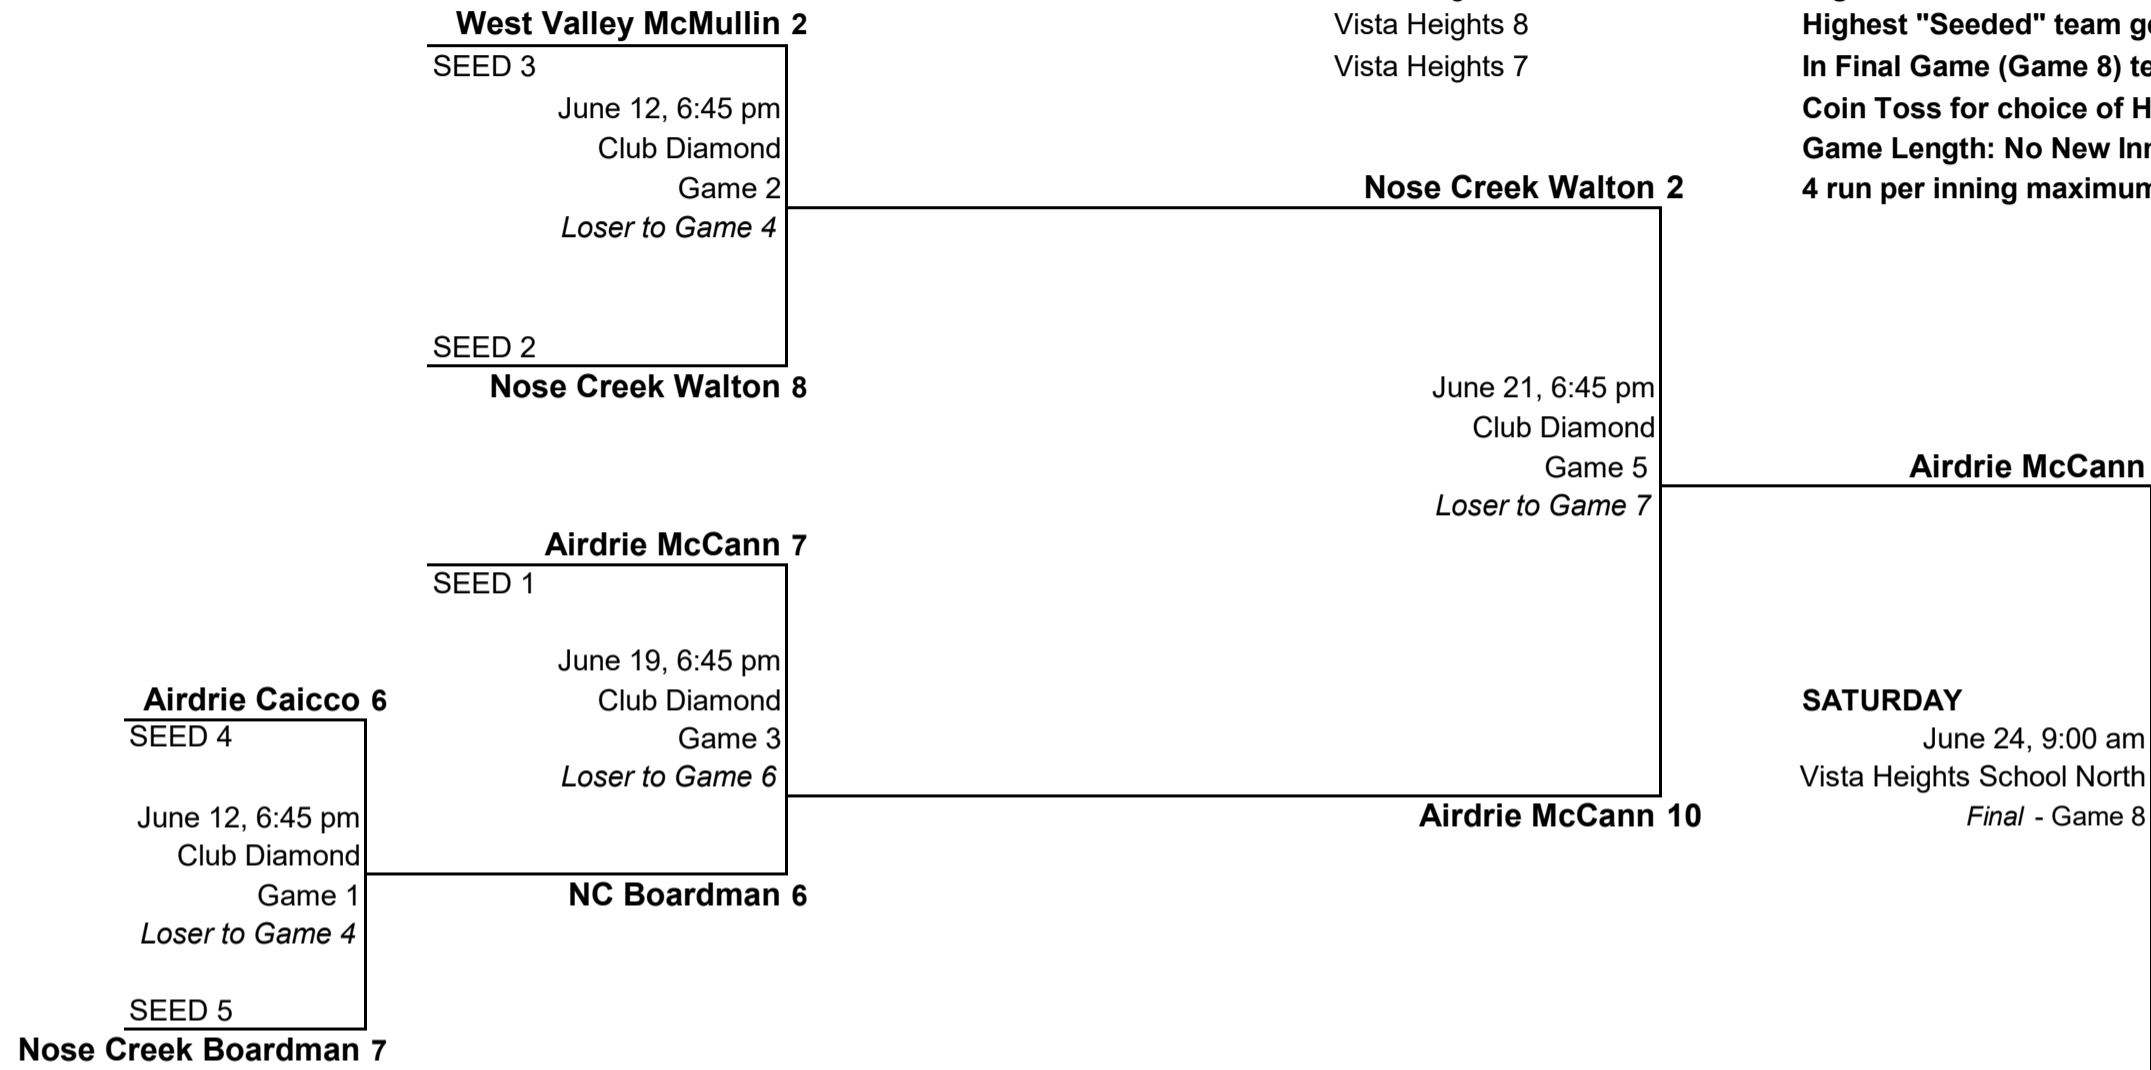 West Valley McMullin 2
SEED 3
June 12, 6:45 pm
Club Diamond
Game 2
Loser to Game 4
SEED 2
Nose Creek Walton 8
Vista Heights 8
Vista Heights 7
Highest "Seeded" team
In Final Game (Game 8)
Coin Toss for choice of
Game Length: No New
4 run per inning
Nose Creek Walton 2
June 21, 6:45 pm
Club Diamond
Game 5
Loser to Game 7
Airdrie McCann
Airdrie McCann 7
SEED 1
June 19, 6:45 pm
Club Diamond
Game 3
Loser to Game 6
NC Boardman 6
Airdrie Caicco 6
SEED 4
June 12, 6:45 pm
Club Diamond
Game 1
Loser to Game 4
SEED 5
Nose Creek Boardman 7
Airdrie McCann 10
SATURDAY
June 24, 9:00 am
Vista Heights School North
Final - Game 8